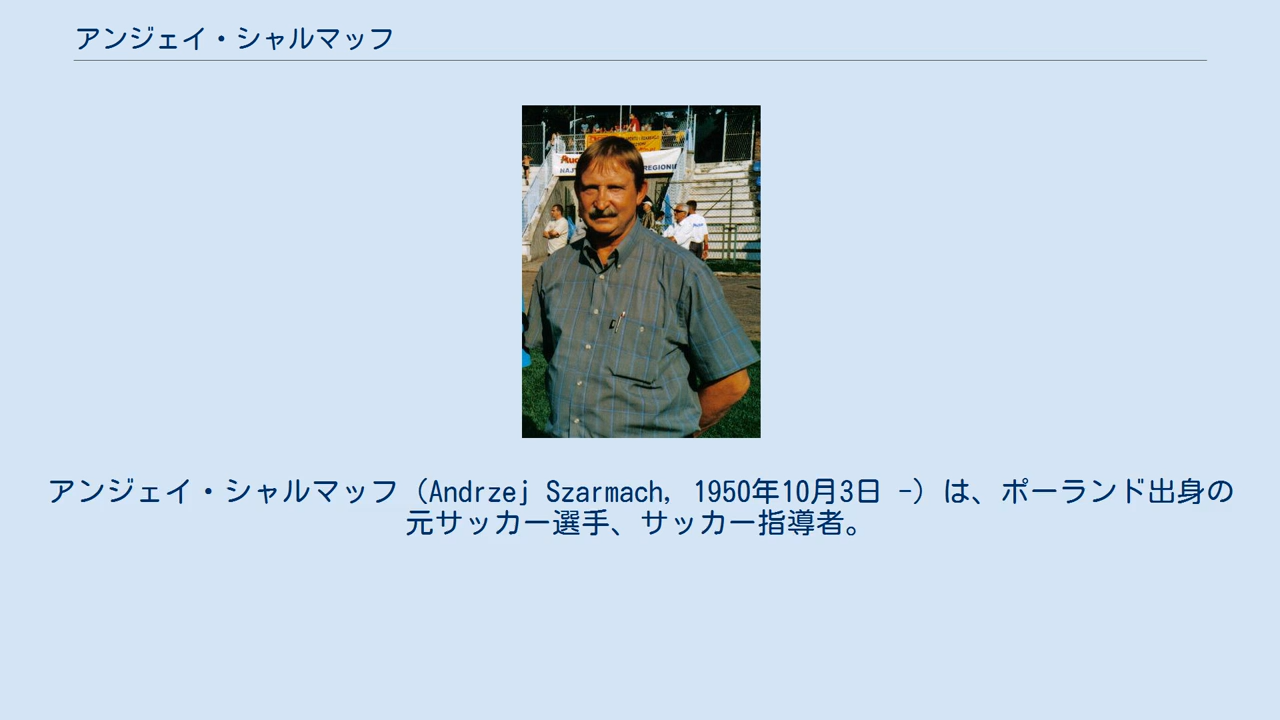 アンジェイ・シャルマッフ
NAJ REGIONIE
アンジェイ・シャルマッフ（Andrzej Szarmach, 1950年10月3日 -）は、ポーランド出身の
元サッカー選手、サッカー指導者。